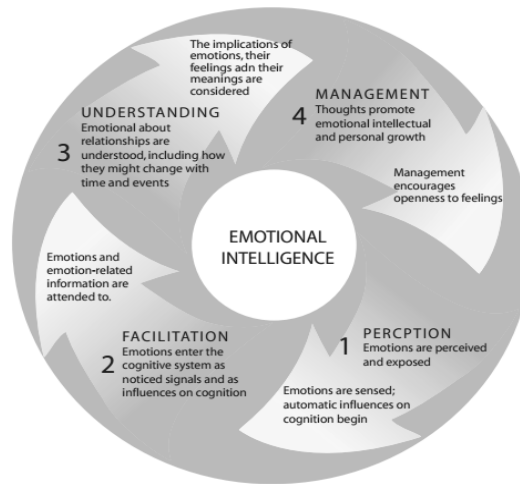 The implications of
emotions, their
feelings adn their
meanings are
considered
UNDERSTANDING
3
Emotional about
relationships are
understood, including how
they might change with
time and events
MANAGEMENT
4
Thoughts promote
emotional intellectual
and personal growth
Management
encourages
openness to feelings
EMOTIONAL
INTELLIGENCE
Emotions and
emotion-related
information are
attended to.
FACILITATION
2
Emotions enter the
cognitive system as
noticed signals and as
influences on cognition
PERCPTION
1
Emotions are perceived
and exposed
Emotions are sensed;
automatic influences on
cognition begin